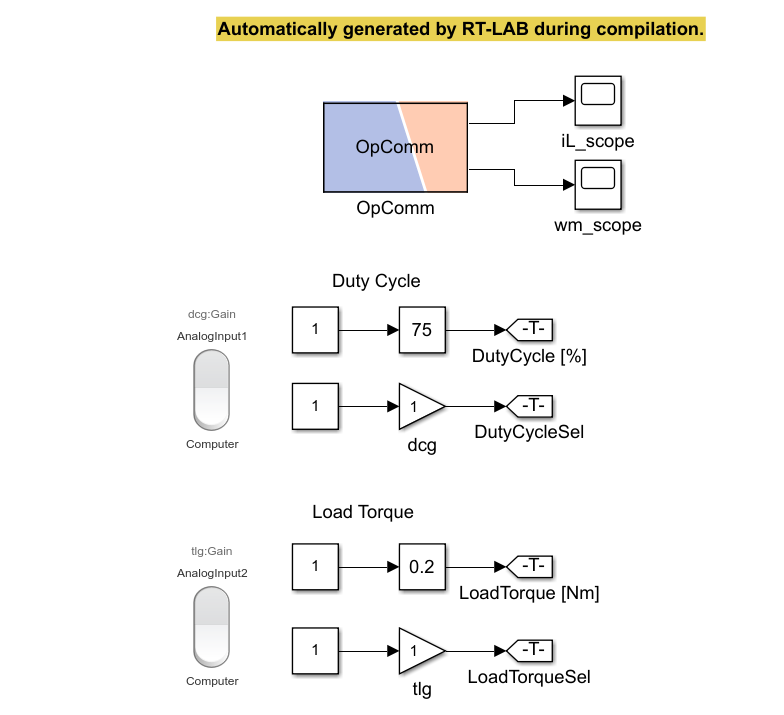 Automatically generated by RT-LAB during compilation.
OpComm
OpComm
iL_scope
wm_scope
Duty Cycle
dcg:Gain
AnalogInput1
Computer
1
75
-T-
DutyCycle [%]
1
1
-T-
dcg
DutyCycleSel
Load Torque
tlg:Gain
AnalogInput2
Computer
1
0.2
-T-
LoadTorque [Nm]
1
1
-T-
tlg
LoadTorqueSel